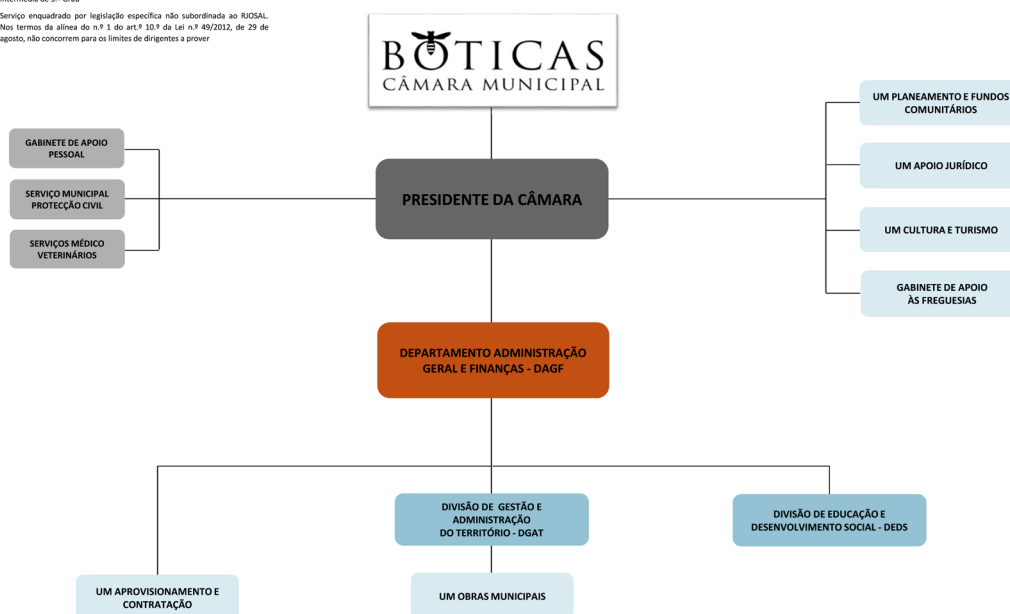 Intermédia de 3.º Grau
Serviço enquadrado por legislação específica não subordinada ao RJOSAL.
Nos termos da alínea do n.º 1 do art.º 10.º da Lei n.º 49/2012, de 29 de
agosto, não concorrem para os limites de dirigentes a prover
BOTICAS
CÂMARA MUNICIPAL
UM PLANEAMENTO E FUNDOS
COMUNITÁRIOS
GABINETE DE APOIO
PESSOAL
UM APOIO JURÍDICO
SERVIÇO MUNICIPAL
PROTECÇÃO CIVIL
PRESIDENTE DA CÂMARA
UM CULTURA E TURISMO
SERVIÇOS MÉDICO
VETERINÁRIOS
GABINETE DE APOIO
ÀS FREGUESIAS
DEPARTAMENTO ADMINISTRAÇÃO
GERAL E FINANÇAS - DAGF
DIVISÃO DE GESTÃO E
ADMINISTRAÇÃO
DO TERRITÓRIO - DGAT
DIVISÃO DE EDUCAÇÃO E
DESENVOLVIMENTO SOCIAL - DEDS
UM APROVISIONAMENTO E
CONTRATAÇÃO
UM OBRAS MUNICIPAIS